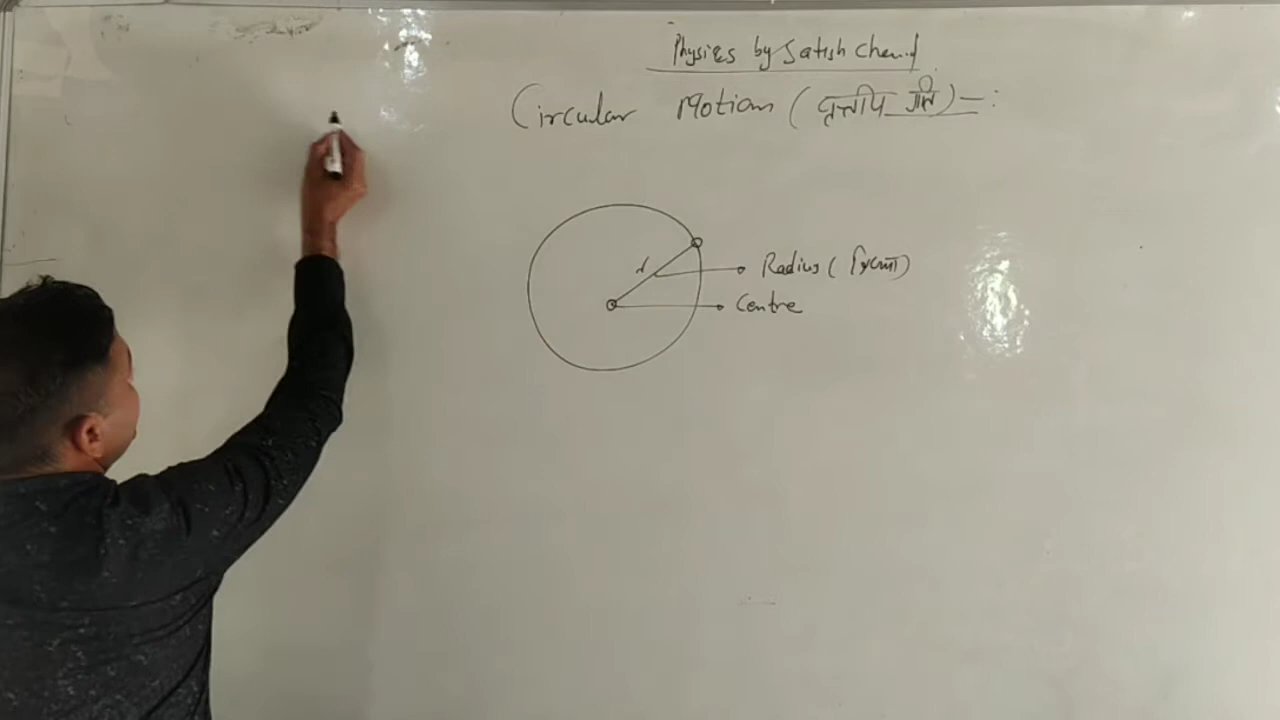 Physics by Satish Chand
Circular Motion (वृत्तीय गति) - :
r
Radius ( त्रिज्या )
Centre